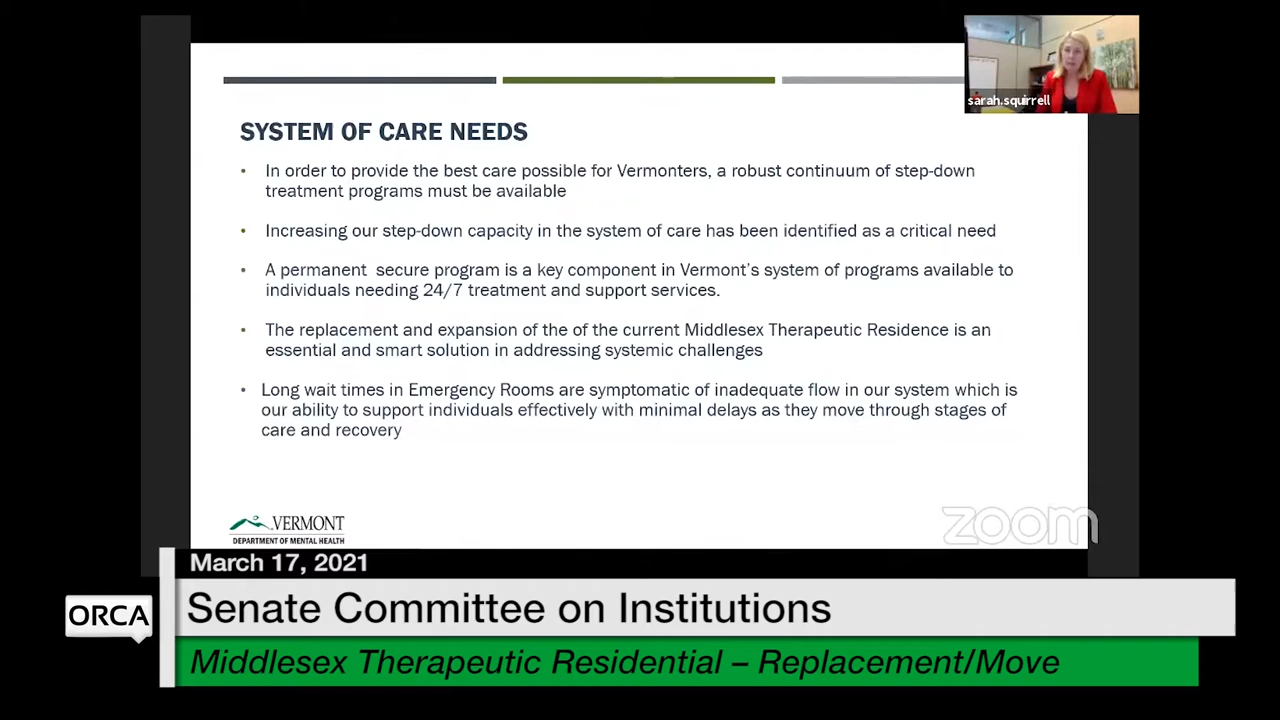 sarah.squirrell
SYSTEM OF CARE NEEDS
• In order to provide the best care possible for Vermonters, a robust continuum of step-down
treatment programs must be available
• Increasing our step-down capacity in the system of care has been identified as a critical need
• A permanent secure program is a key component in Vermont's system of programs available to
individuals needing 24/7 treatment and support services.
• The replacement and expansion of the of the current Middlesex Therapeutic Residence is an
essential and smart solution in addressing systemic challenges
• Long wait times in Emergency Rooms are symptomatic of inadequate flow in our system which is
our ability to support individuals effectively with minimal delays as they move through stages of
care and recovery
VERMONT
DEPARTMENT OF MENTAL HEALTH
zoom
March 17, 2021
ORCA
Senate Committee on Institutions
Middlesex Therapeutic Residential – Replacement/Move